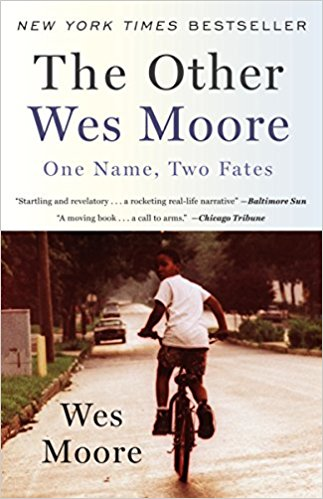 NEW YORK TIMES BESTSELLER
The Other
Wes Moore
One Name, Two Fates
"Startling and revelatory . . . a rocketing real-life narrative" —Baltimore Sun
"A moving book . . . a call to arms." —Chicago Tribune
Wes
Moore